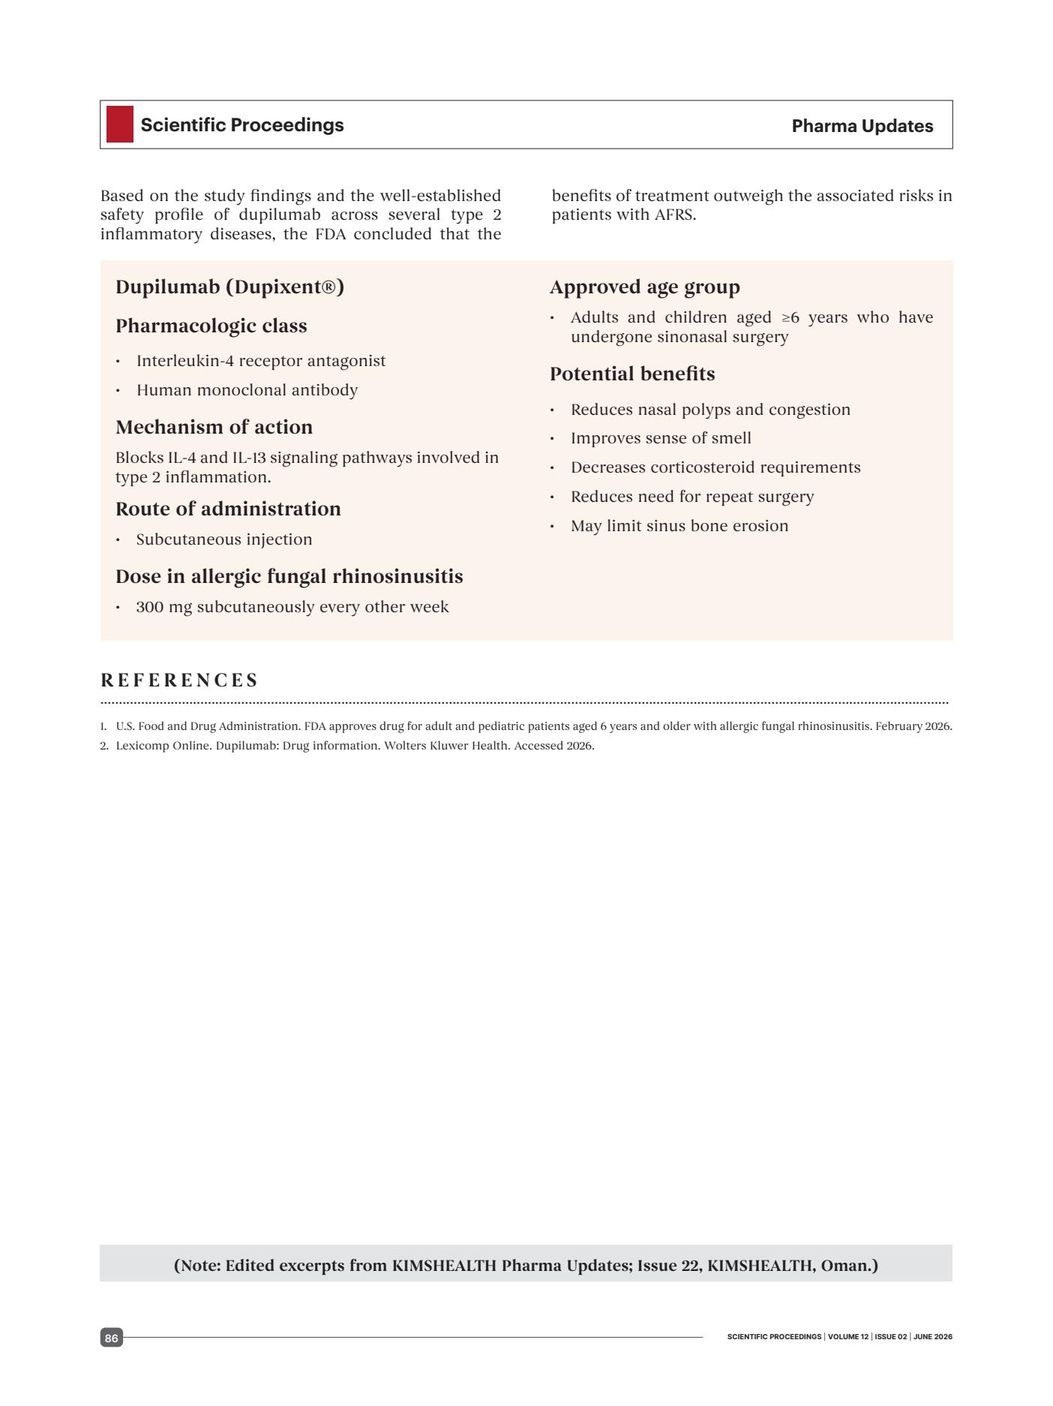 Scientific Proceedings
Pharma Updates
Based on the study findings and the well-established
safety profile of dupilumab across several type 2
inflammatory diseases, the FDA concluded that the
benefits of treatment outweigh the associated risks in
patients with AFRS.
Dupilumab (Dupixent®)
Pharmacologic class
• Interleukin-4 receptor antagonist
• Human monoclonal antibody
Mechanism of action
Blocks IL-4 and IL-13 signaling pathways involved in
type 2 inflammation.
Route of administration
• Subcutaneous injection
Dose in allergic fungal rhinosinusitis
• 300 mg subcutaneously every other week
Approved age group
• Adults and children aged ≥6 years who have
undergone sinonasal surgery
Potential benefits
• Reduces nasal polyps and congestion
• Improves sense of smell
• Decreases corticosteroid requirements
• Reduces need for repeat surgery
• May limit sinus bone erosion
REFERENCES
1. U.S. Food and Drug Administration. FDA approves drug for adult and pediatric patients aged 6 years and older with allergic fungal rhinosinusitis. February 2026.
2. Lexicomp Online. Dupilumab: Drug information. Wolters Kluwer Health. Accessed 2026.
(Note: Edited excerpts from KIMSHEALTH Pharma Updates; Issue 22, KIMSHEALTH, Oman.)
86
SCIENTIFIC PROCEEDINGS | VOLUME 12 | ISSUE 02 | JUNE 2026